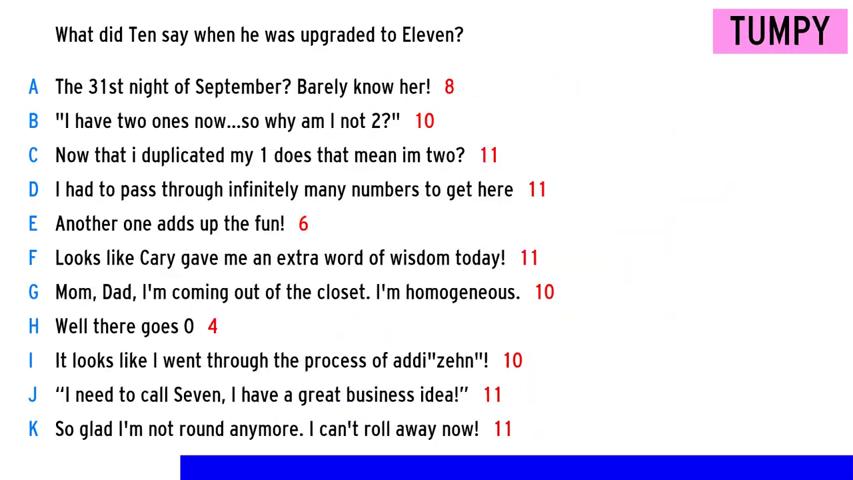 TUMPY
What did Ten say when he was upgraded to Eleven?
A The 31st night of September? Barely know her! 8
B "I have two ones now...so why am I not 2?" 10
C Now that i duplicated my 1 does that mean im two? 11
D I had to pass through infinitely many numbers to get here 11
E Another one adds up the fun! 6
F Looks like Cary gave me an extra word of wisdom today! 11
G Mom, Dad, I'm coming out of the closet. I'm homogeneous. 10
H Well there goes 0 4
I It looks like I went through the process of addi"zehn"! 10
J “I need to call Seven, I have a great business idea!” 11
K So glad I'm not round anymore. I can't roll away now! 11